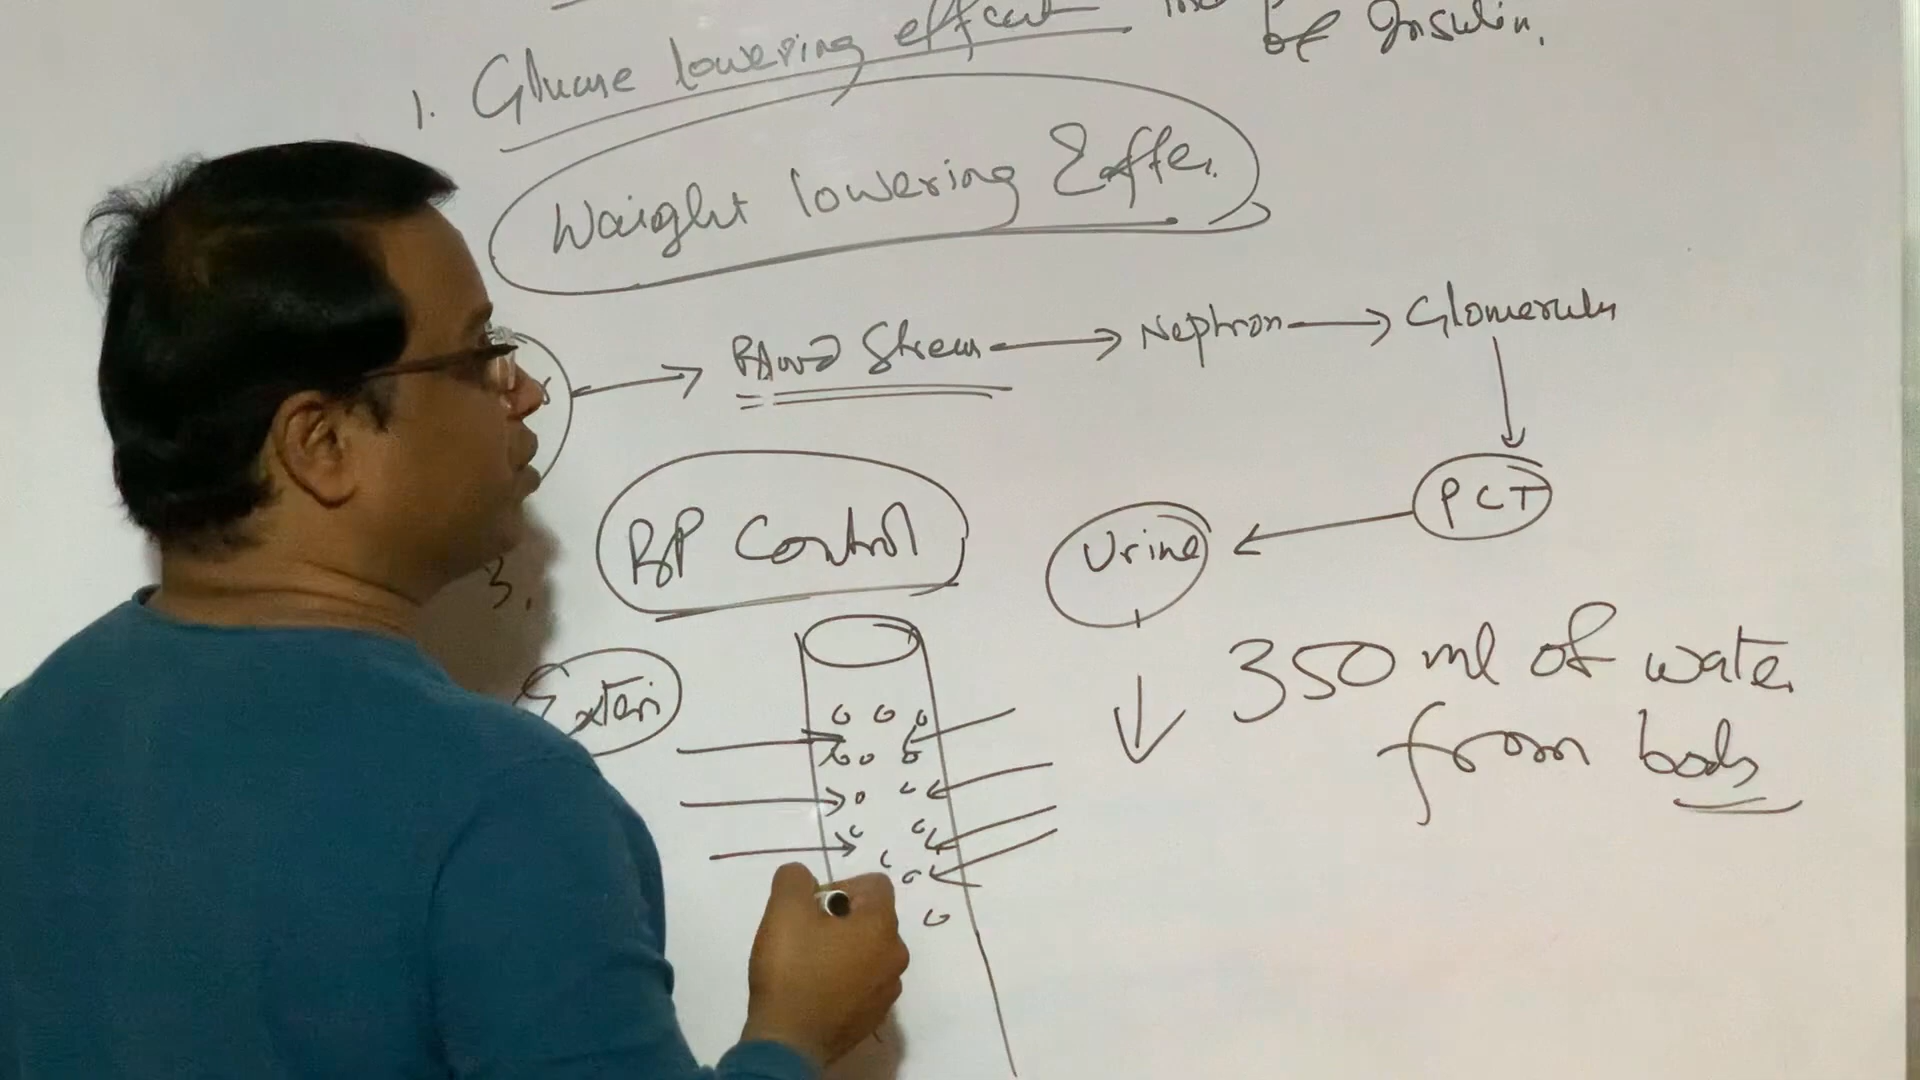 1. Glucose lowering effect
of Insulin.
Waight lowering Effe
Blood Stream → Nephron → Glomerulus
PCT
3. BP Control
Urine
350 ml of water
from body
Exteri